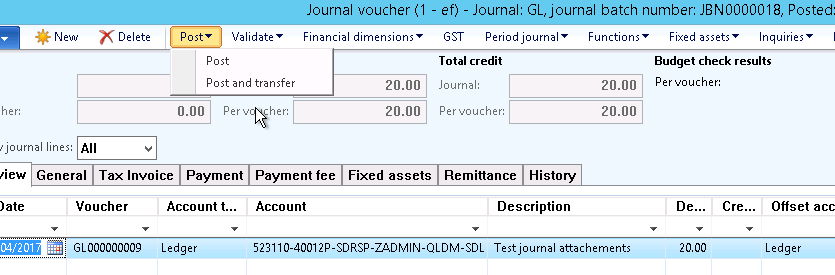 Journal voucher (1 - ef) - Journal: GL, journal batch number: JBN0000018, Posted:
New Delete Post Validate Financial dimensions GST Period journal Functions Fixed assets Inquiries
Post
Post and transfer
Total credit Budget check results
20.00 Journal: 20.00 Per voucher:
her: 0.00 Per voucher: 20.00 Per voucher: 20.00
journal lines: All
view General Tax Invoice Payment Payment fee Fixed assets Remittance History
Date Voucher Account t... Account Description De... Cre... Offset acc
04/2017 GL000000009 Ledger 523110-40012P-SDRSP-ZADMIN-QLDM-SDL Test journal attachements 20.00 Ledger